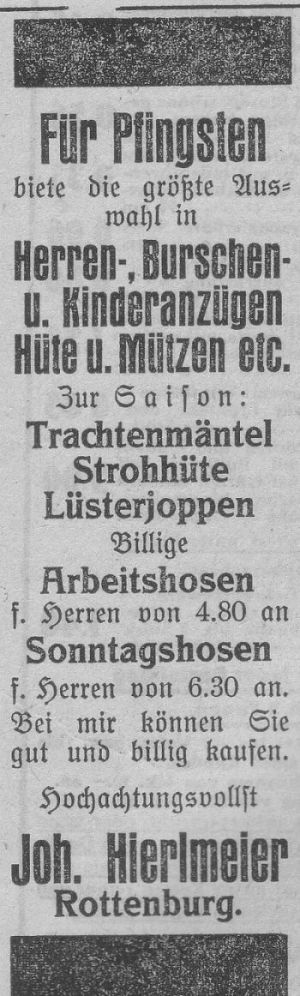 Für Pfingsten
biete die größte Aus-
wahl in
Herren-, Burschen-
u. Kinderanzügen
Hüte u. Mützen etc.
Zur Saison:
Trachtenmäntel
Strohhüte
Lüsterjoppen
Billige
Arbeitshosen
f. Herren von 4.80 an
Sonntagshosen
f. Herren von 6.30 an.
Bei mir können Sie
gut und billig kaufen.
Hochachtungsvollst
Joh. Hierlmeier
Rottenburg.